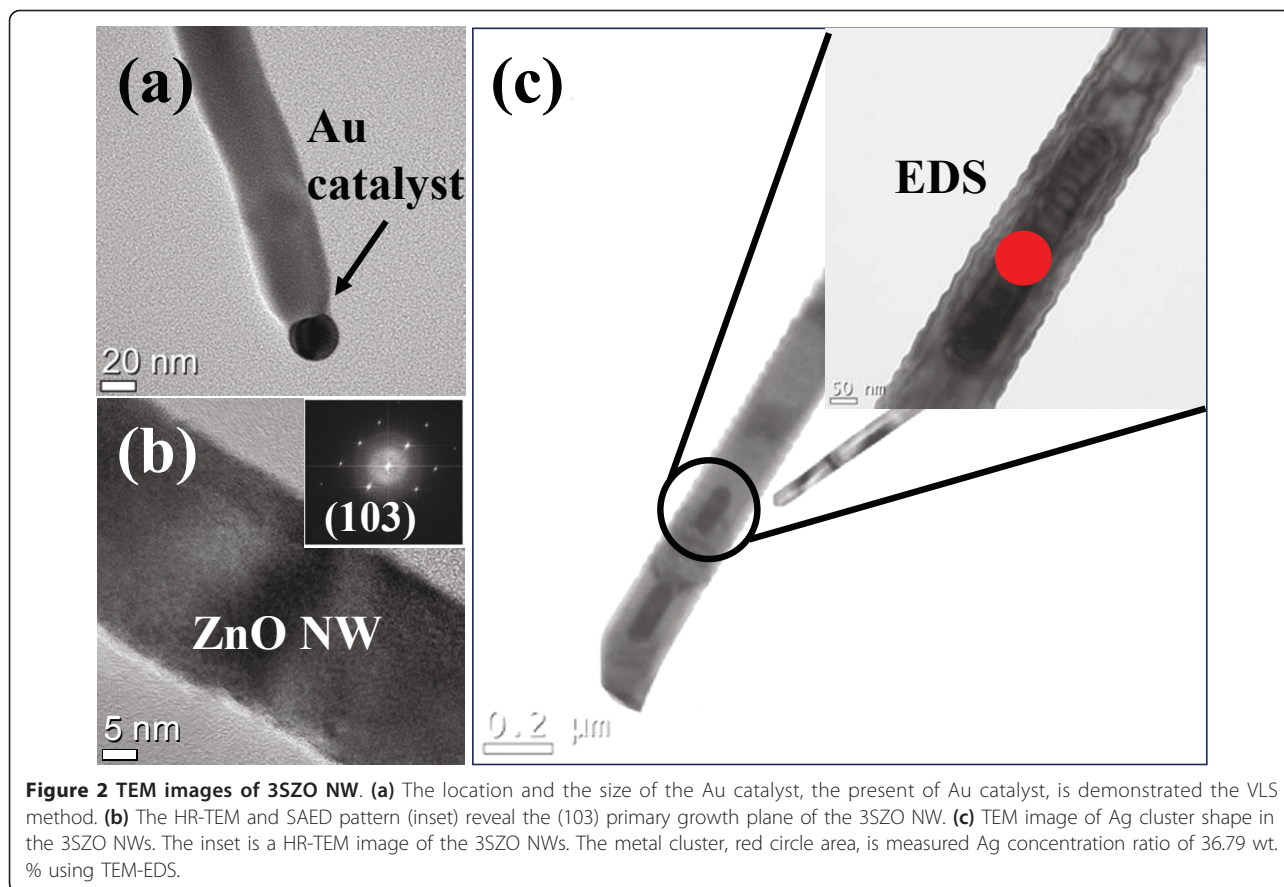 (a)
Au
catalyst
20 nm
(b)
(103)
ZnO NW
5 nm
(c)
EDS
50 nm
0.2 µm
Figure 2 TEM images of 3SZO NW. (a) The location and the size of the Au catalyst, the present of Au catalyst, is demonstrated the VLS
method. (b) The HR-TEM and SAED pattern (inset) reveal the (103) primary growth plane of the 3SZO NW. (c) TEM image of Ag cluster shape in
the 3SZO NWs. The inset is a HR-TEM image of the 3SZO NWs. The metal cluster, red circle area, is measured Ag concentration ratio of 36.79 wt.
% using TEM-EDS.